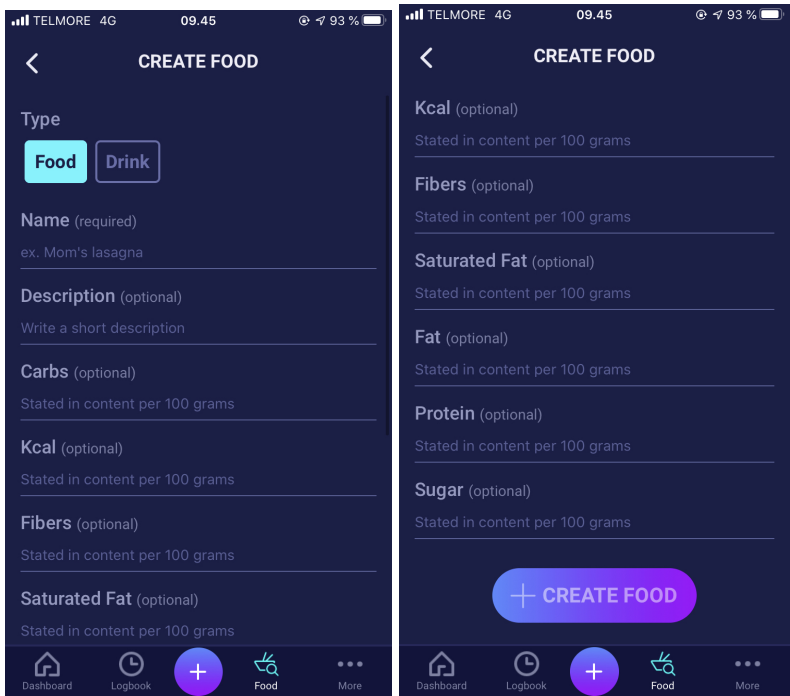 TELMORE 4G 09.45 93 %
CREATE FOOD
Type
Food Drink
Name (required)
ex. Mom's lasagna
Description (optional)
Write a short description
Carbs (optional)
Stated in content per 100 grams
Kcal (optional)
Stated in content per 100 grams
Fibers (optional)
Stated in content per 100 grams
Saturated Fat (optional)
Stated in content per 100 grams
Dashboard Logbook + Food More
TELMORE 4G 09.45 93 %
CREATE FOOD
Kcal (optional)
Stated in content per 100 grams
Fibers (optional)
Stated in content per 100 grams
Saturated Fat (optional)
Stated in content per 100 grams
Fat (optional)
Stated in content per 100 grams
Protein (optional)
Stated in content per 100 grams
Sugar (optional)
Stated in content per 100 grams
+ CREATE FOOD
Dashboard Logbook + Food More